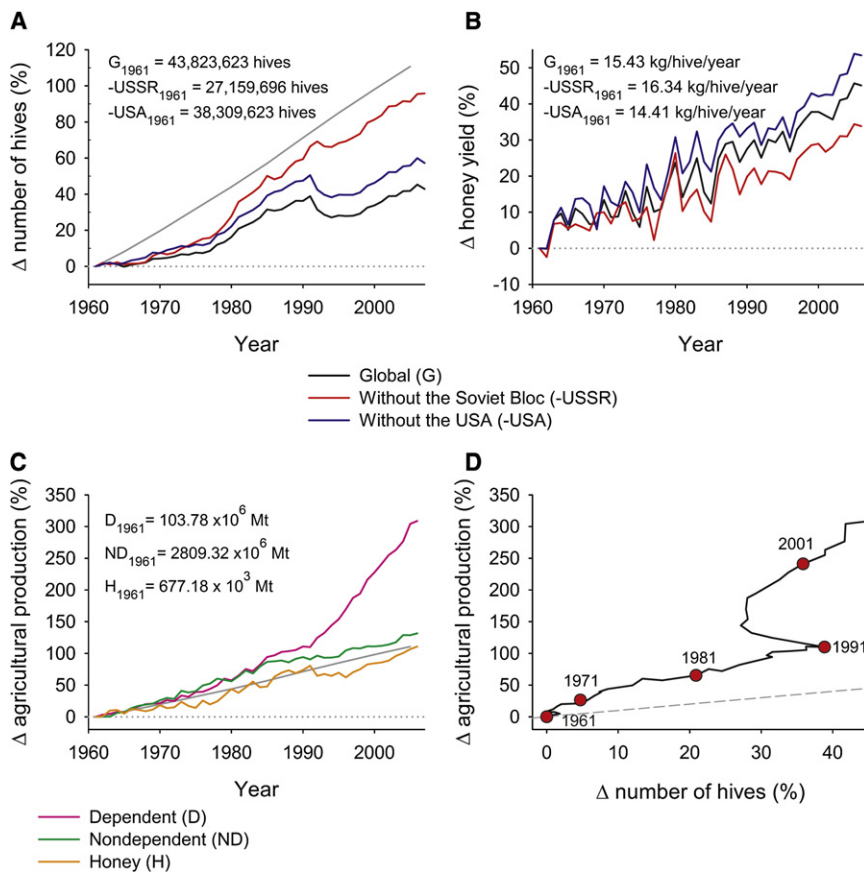 A
120
100
80
60
40
20
0
Δ number of hives (%)
G1961 = 43,823,623 hives
-USSR1961 = 27,159,696 hives
-USA1961 = 38,309,623 hives
1960 1970 1980 1990 2000
Year
B
50
40
30
20
10
0
-10
Δ honey yield (%)
G1961 = 15.43 kg/hive/year
-USSR1961 = 16.34 kg/hive/year
-USA1961 = 14.41 kg/hive/year
1960 1970 1980 1990 2000
Year
Global (G)
Without the Soviet Bloc (-USSR)
Without the USA (-USA)
C
350
300
250
200
150
100
50
0
Δ agricultural production (%)
D1961= 103.78 x10^6 Mt
ND1961= 2809.32 x10^6 Mt
H1961= 677.18 x 10^3 Mt
1960 1970 1980 1990 2000
Year
Dependent (D)
Nondependent (ND)
Honey (H)
D
350
300
250
200
150
100
50
0
Δ agricultural production (%)
2001
1991
1981
1971
1961
0 10 20 30 40
Δ number of hives (%)